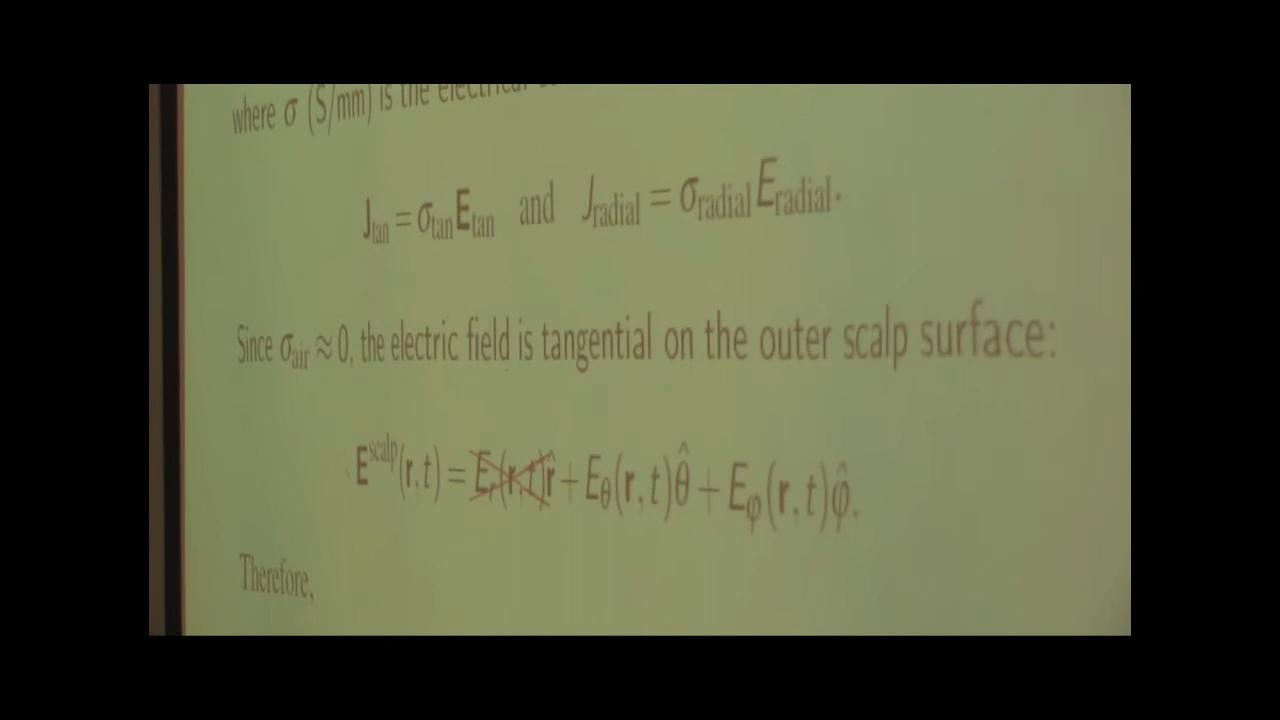 where σ (S/mm) is the electrical
J_tan = σ_tan E_tan and J_radial = σ_radial E_radial.
Since σ_air ≈ 0, the electric field is tangential on the outer scalp surface:
E^scalp(r, t) = E_r(r, t)r̂ + E_θ(r, t)θ̂ + E_φ(r, t)φ̂.
Therefore,